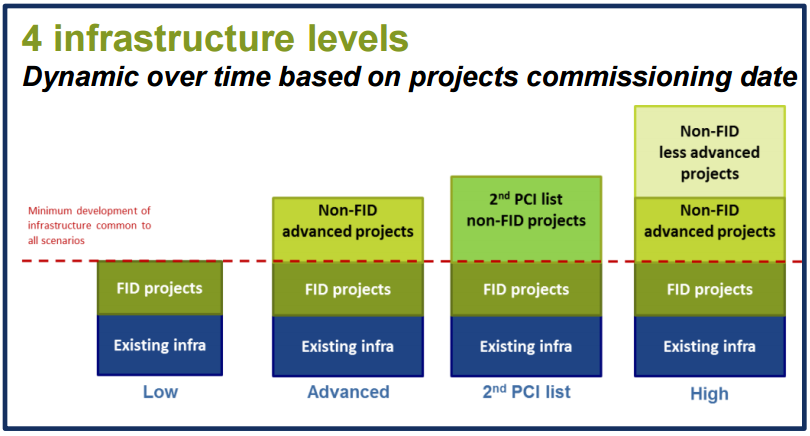 4 infrastructure levels
Dynamic over time based on projects commissioning date
Minimum development of
infrastructure common to
all scenarios
FID projects
Existing infra
Low
Non-FID
advanced projects
FID projects
Existing infra
Advanced
2nd PCI list
non-FID projects
FID projects
Existing infra
2nd PCI list
Non-FID
less advanced
projects
Non-FID
advanced projects
FID projects
Existing infra
High